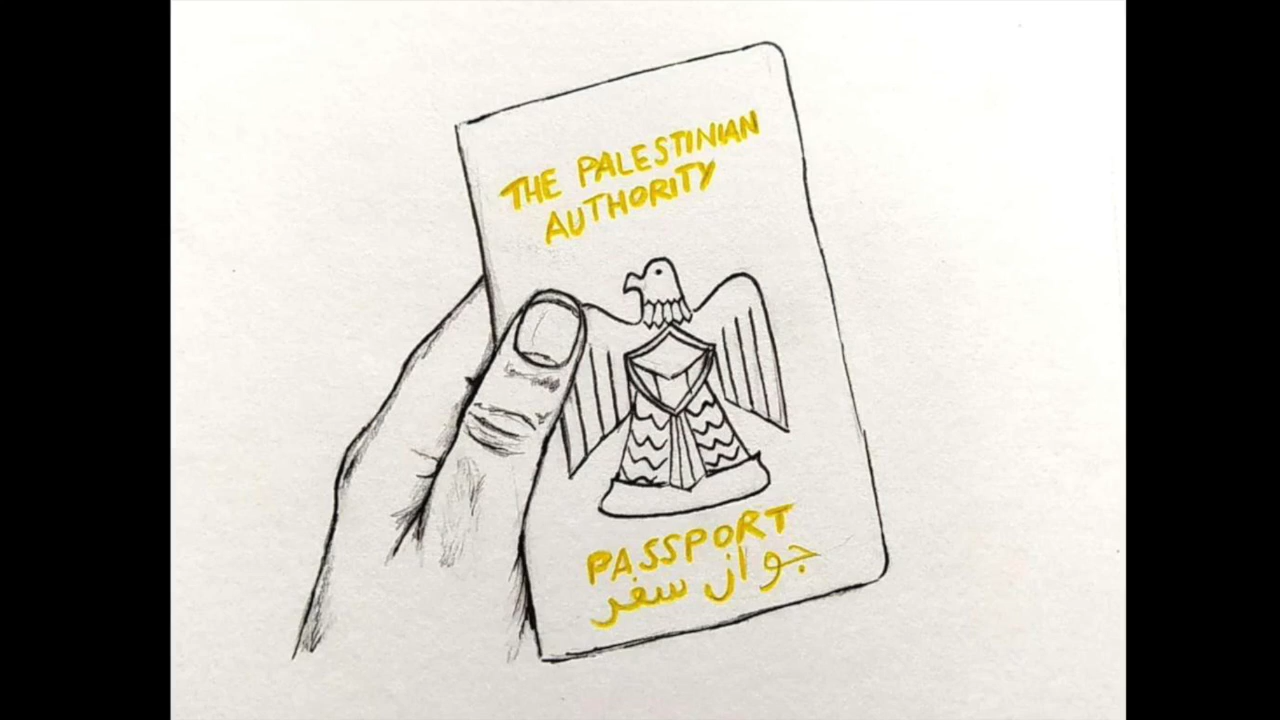 THE PALESTINIAN
AUTHORITY
PASSPORT
جواز سفر